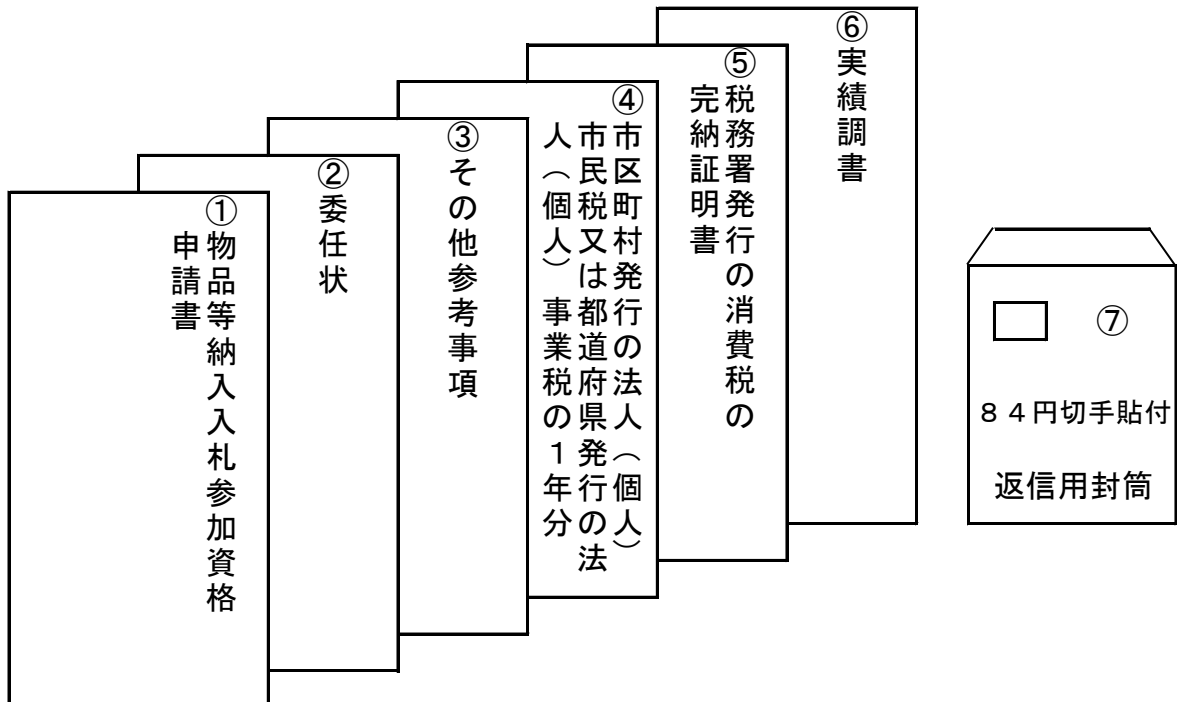 ①物品等納入入札参加資格
申請書
②委任状
③その他参考事項
④市区町村発行の法人（個人）
市民税又は都道府県発行の法
人（個人）事業税の１年分
⑤税務署発行の消費税の
完納証明書
⑥実績調書
⑦
８４円切手貼付
返信用封筒